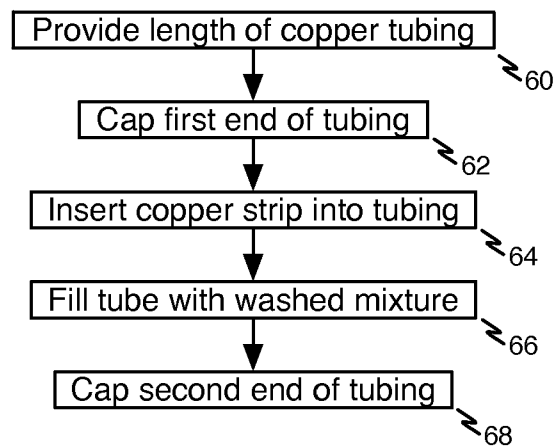 Provide length of copper tubing
60
Cap first end of tubing
62
Insert copper strip into tubing
64
Fill tube with washed mixture
66
Cap second end of tubing
68